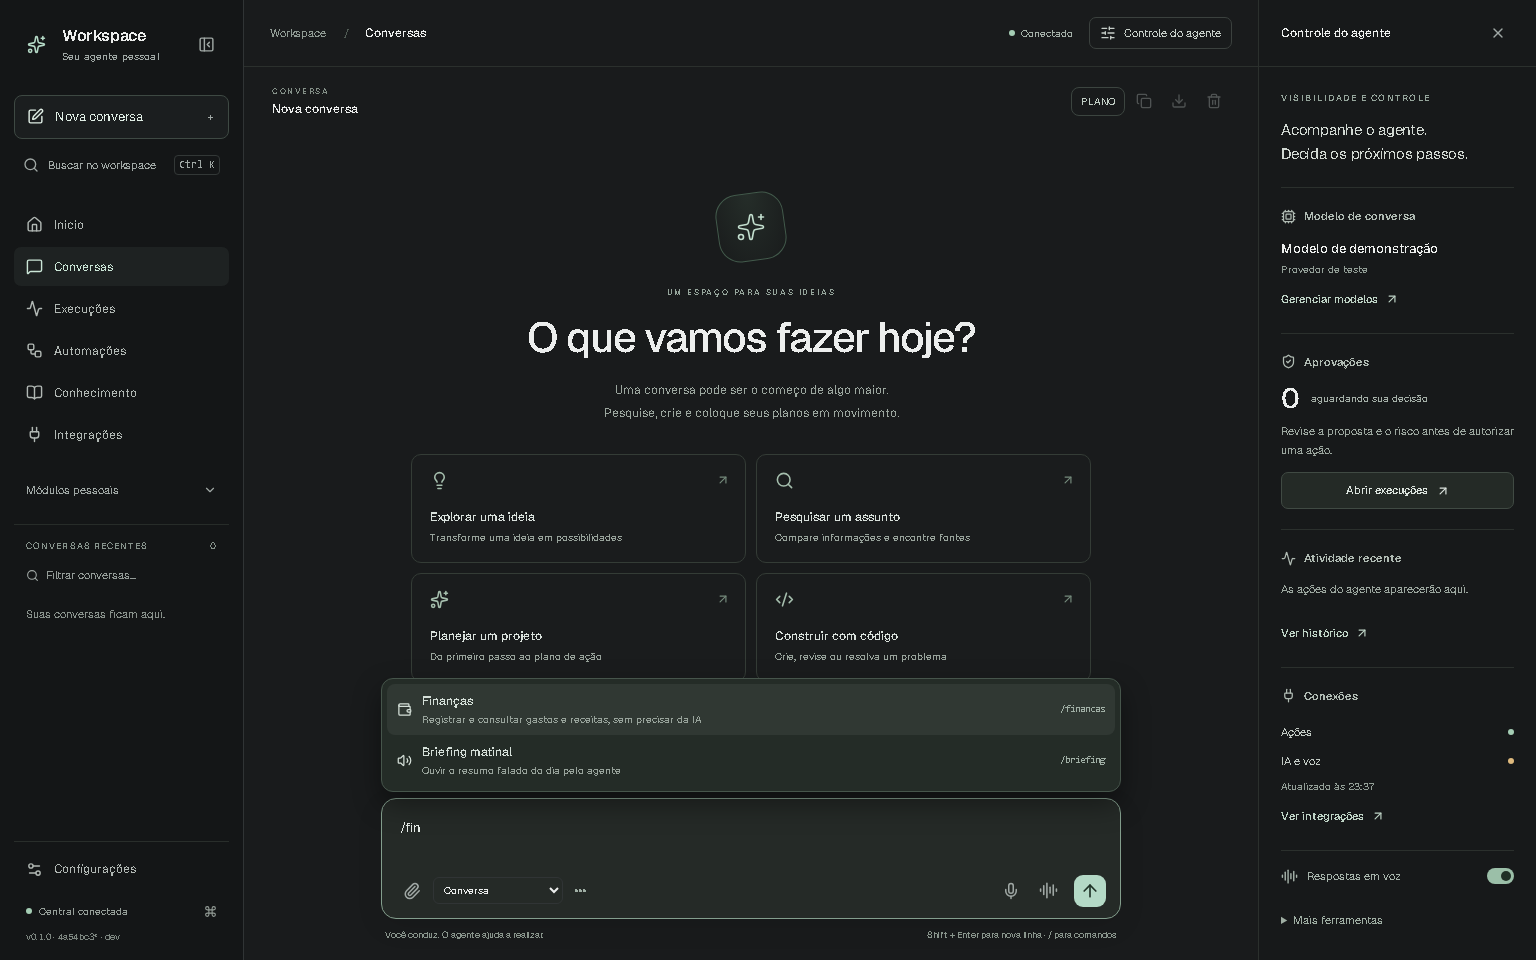 Workspace
Seu agente pessoal
Nova conversa +
Buscar no workspace Ctrl K
Início
Conversas
Execuções
Automações
Conhecimento
Integrações
Módulos pessoais
CONVERSAS RECENTES 0
Filtrar conversas…
Suas conversas ficam aqui.
Configurações
Central conectada ⌘
v0.1.0 · 4a54bc3* · dev
Workspace / Conversas
Conectado
Controle do agente
CONVERSA
Nova conversa
PLANO
UM ESPAÇO PARA SUAS IDEIAS
O que vamos fazer hoje?
Uma conversa pode ser o começo de algo maior.
Pesquise, crie e coloque seus planos em movimento.
Explorar uma ideia
Transforme uma ideia em possibilidades
Pesquisar um assunto
Compare informações e encontre fontes
Planejar um projeto
Do primeiro passo ao plano de ação
Construir com código
Crie, revise ou resolva um problema
Finanças
Registrar e consultar gastos e receitas, sem precisar da IA
/financas
Briefing matinal
Ouvir o resumo falado do dia pelo agente
/briefing
/fin
Conversa
Você conduz. O agente ajuda a realizar.
Shift + Enter para nova linha · / para comandos
Controle do agente
VISIBILIDADE E CONTROLE
Acompanhe o agente.
Decida os próximos passos.
Modelo de conversa
Modelo de demonstração
Provedor de teste
Gerenciar modelos
Aprovações
0 aguardando sua decisão
Revise a proposta e o risco antes de autorizar
uma ação.
Abrir execuções
Atividade recente
As ações do agente aparecerão aqui.
Ver histórico
Conexões
Ações
IA e voz
Atualizado às 23:37
Ver integrações
Respostas em voz
Mais ferramentas